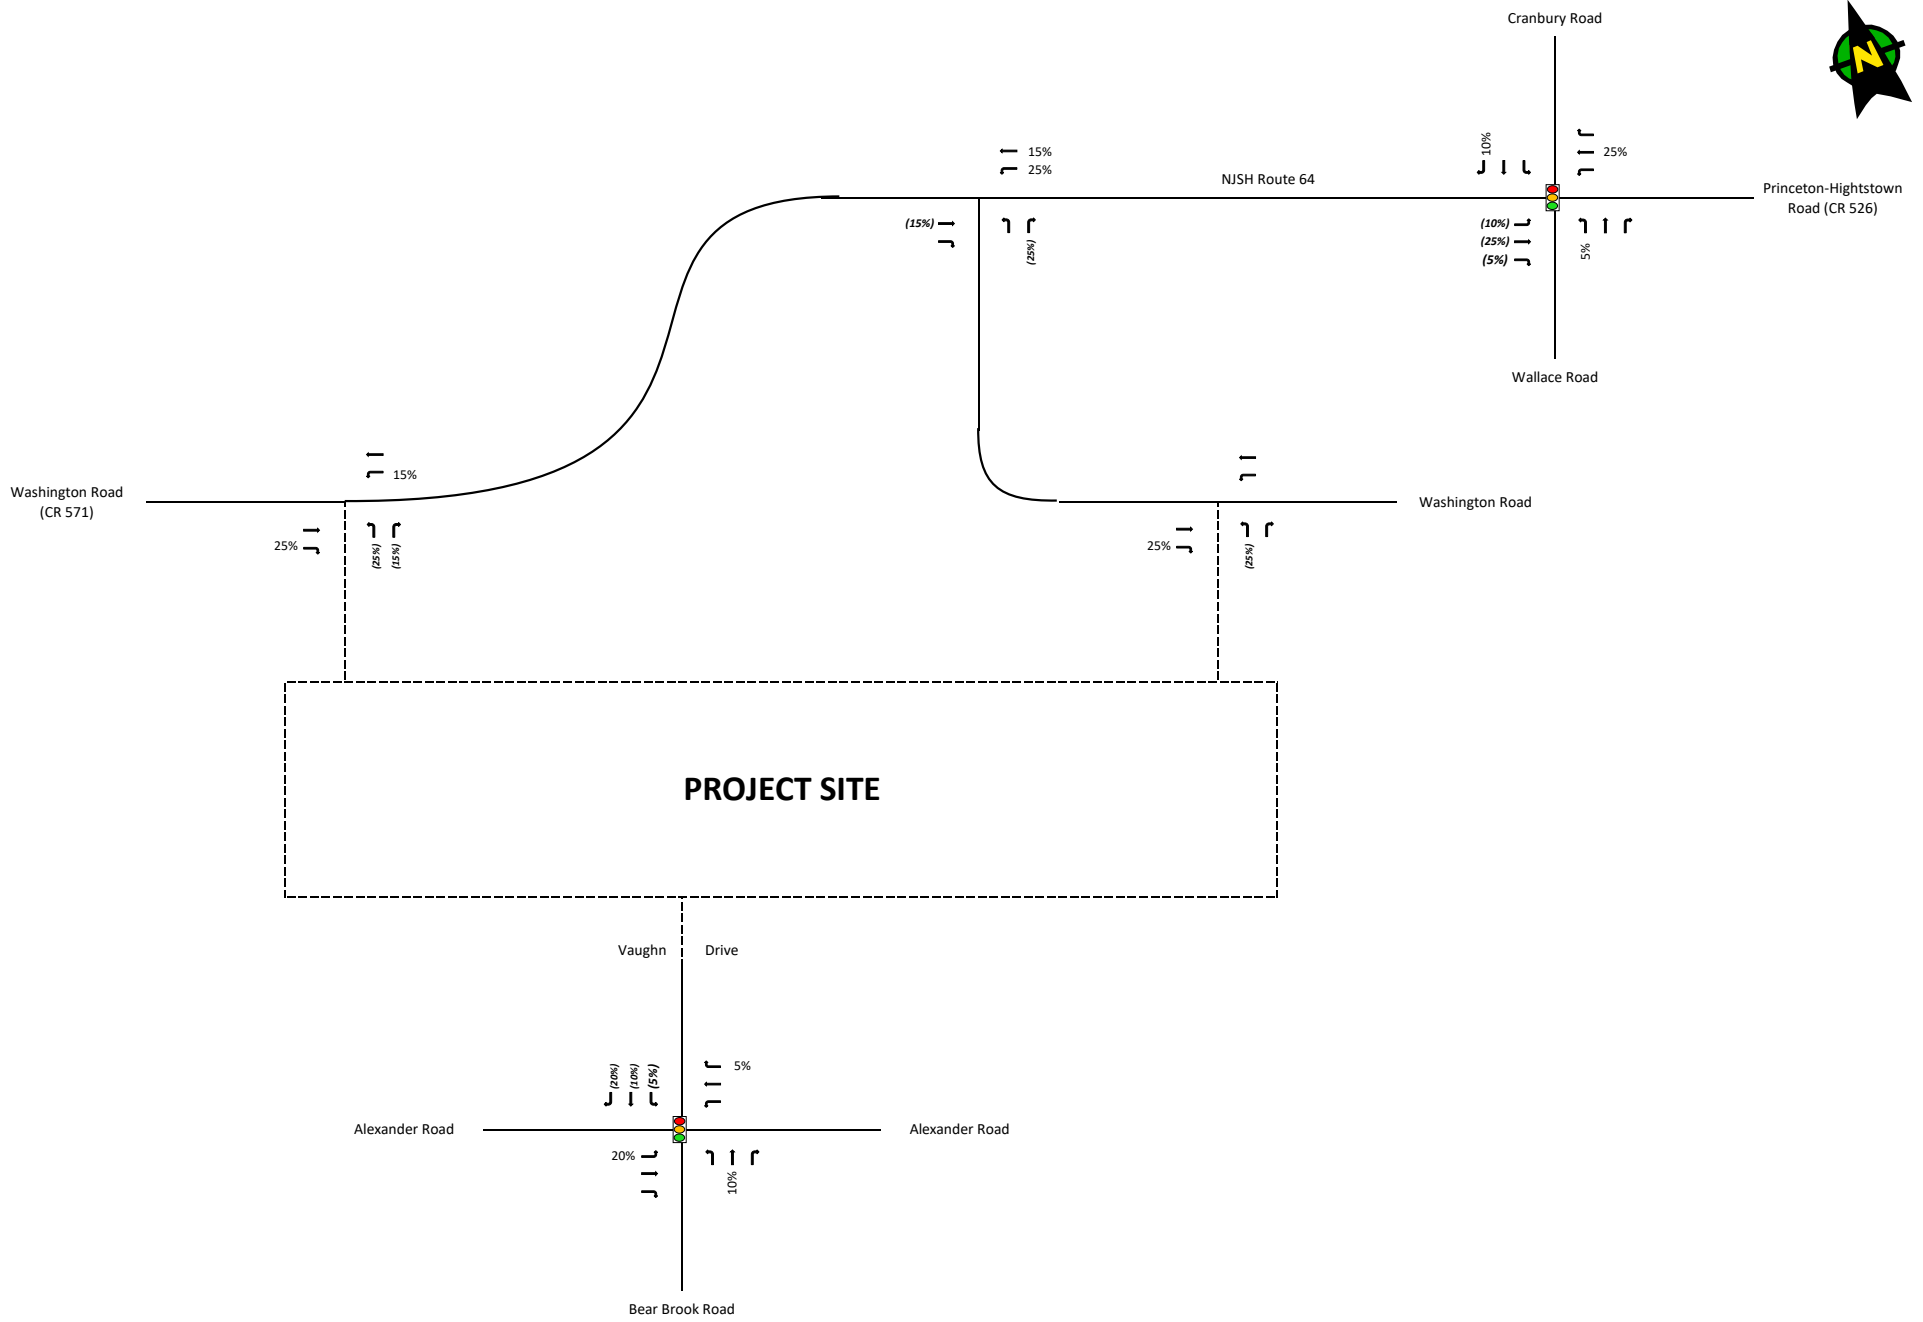 Cranbury Road
N
10%
25%
15%
25%
NJSH Route 64
Princeton-Hightstown
Road (CR 526)
(15%)
(25%)
(10%)
(25%)
(5%)
5%
Wallace Road
15%
Washington Road
(CR 571)
25%
(25%)
(15%)
Washington Road
25%
(25%)
PROJECT SITE
Vaughn Drive
(20%)
(10%)
(5%)
5%
Alexander Road
Alexander Road
20%
10%
Bear Brook Road